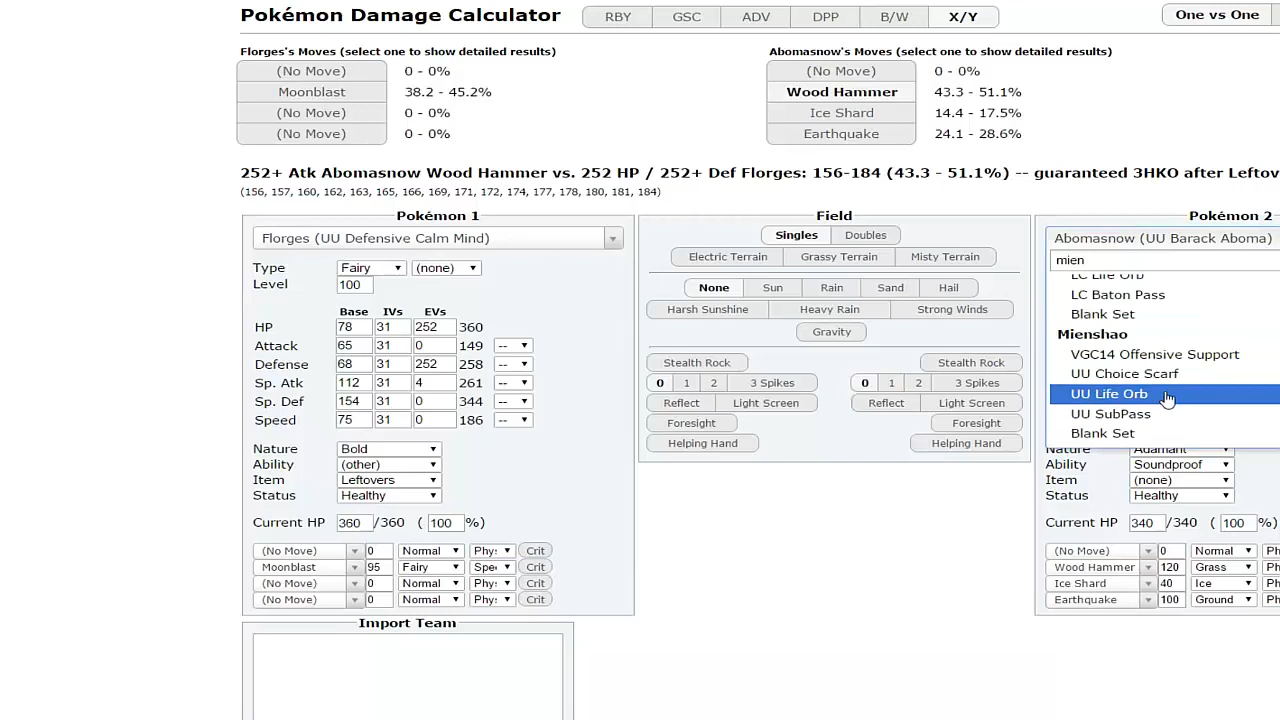 Pokémon Damage Calculator
RBY GSC ADV DPP B/W X/Y
One vs One
Florges's Moves (select one to show detailed results)
(No Move) 0 - 0%
Moonblast 38.2 - 45.2%
(No Move) 0 - 0%
(No Move) 0 - 0%
Abomasnow's Moves (select one to show detailed results)
(No Move) 0 - 0%
Wood Hammer 43.3 - 51.1%
Ice Shard 14.4 - 17.5%
Earthquake 24.1 - 28.6%
252+ Atk Abomasnow Wood Hammer vs. 252 HP / 252+ Def Florges: 156-184 (43.3 - 51.1%) -- guaranteed 3HKO after Leftov
(156, 157, 160, 162, 163, 165, 166, 169, 171, 172, 174, 177, 178, 180, 181, 184)
Pokémon 1
Florges (UU Defensive Calm Mind)
Type Fairy (none)
Level 100
Base IVs EVs
HP 78 31 252 360
Attack 65 31 0 149 --
Defense 68 31 252 258 --
Sp. Atk 112 31 4 261 --
Sp. Def 154 31 0 344 --
Speed 75 31 0 186 --
Nature Bold
Ability (other)
Item Leftovers
Status Healthy
Current HP 360 /360 ( 100 %)
(No Move) 0 Normal Phy: Crit
Moonblast 95 Fairy Spe Crit
(No Move) 0 Normal Phy: Crit
(No Move) 0 Normal Phy: Crit
Import Team
Field
Singles Doubles
Electric Terrain Grassy Terrain Misty Terrain
None Sun Rain Sand Hail
Harsh Sunshine Heavy Rain Strong Winds
Gravity
Stealth Rock Stealth Rock
0 1 2 3 Spikes 0 1 2 3 Spikes
Reflect Light Screen Reflect Light Screen
Foresight Foresight
Helping Hand Helping Hand
Pokémon 2
Abomasnow (UU Barack Aboma)
mien
LC Life Orb
LC Baton Pass
Blank Set
Mienshao
VGC14 Offensive Support
UU Choice Scarf
UU Life Orb
UU SubPass
Blank Set
Nature Adamant
Ability Soundproof
Item (none)
Status Healthy
Current HP 340 /340 ( 100 %)
(No Move) 0 Normal Ph
Wood Hammer 120 Grass Ph
Ice Shard 40 Ice Ph
Earthquake 100 Ground Ph